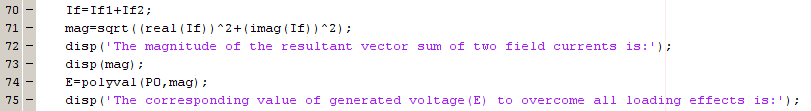 70 – If=If1+If2;
71 – mag=sqrt((real(If))^2+(imag(If))^2);
72 – disp('The magnitude of the resultant vector sum of two field currents is:');
73 – disp(mag);
74 – E=polyval(PO,mag);
75 – disp('The corresponding value of generated voltage(E) to overcome all loading effects is:');